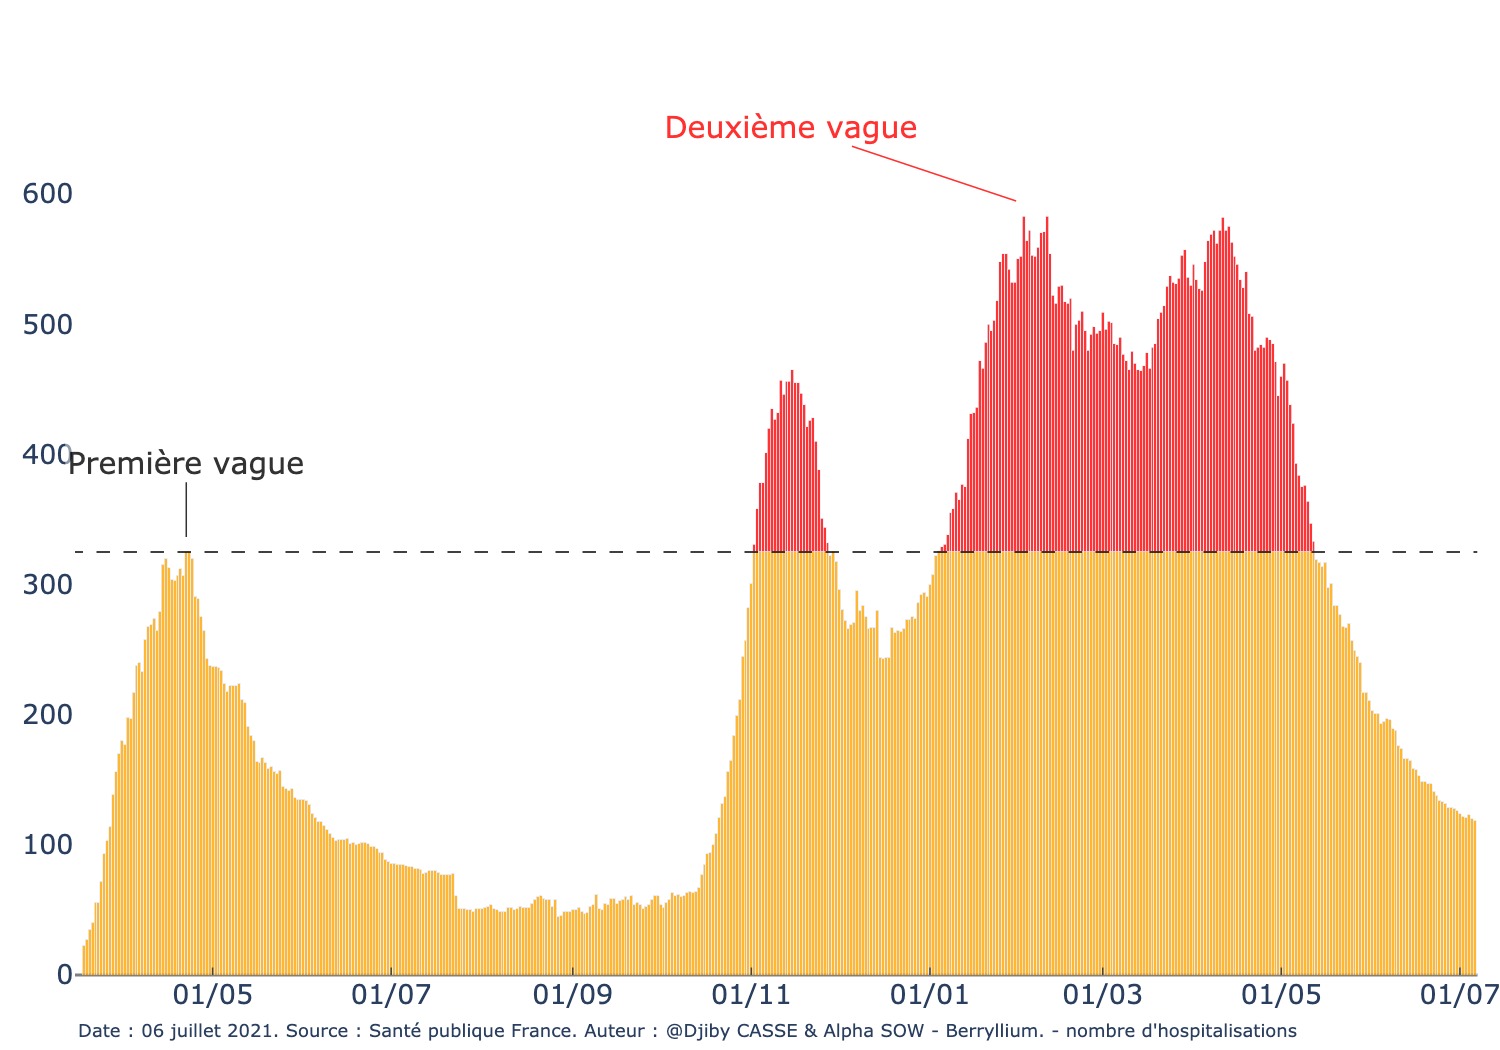 Deuxième vague
600
500
400
Première vague
300
200
100
0
01/05 01/07 01/09 01/11 01/01 01/03 01/05 01/07
Date : 06 juillet 2021. Source : Santé publique France. Auteur : @Djiby CASSE & Alpha SOW - Berryllium. - nombre d'hospitalisations